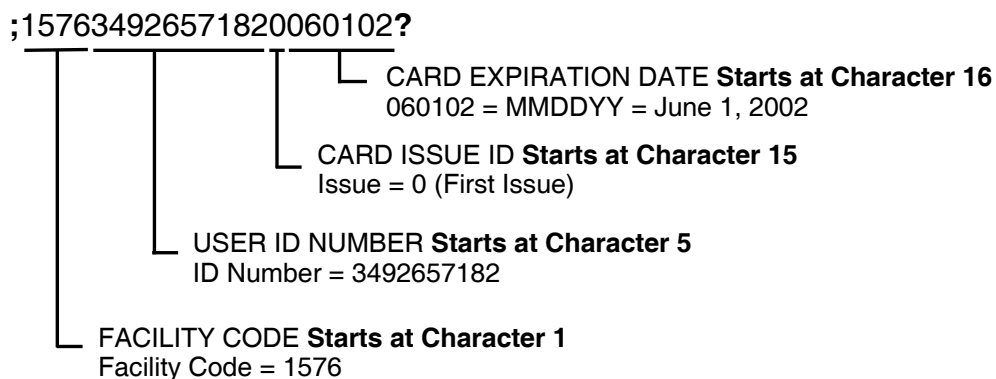 ;157634926571820060102?
CARD EXPIRATION DATE Starts at Character 16
060102 = MMDDYY = June 1, 2002
CARD ISSUE ID Starts at Character 15
Issue = 0 (First Issue)
USER ID NUMBER Starts at Character 5
ID Number = 3492657182
FACILITY CODE Starts at Character 1
Facility Code = 1576